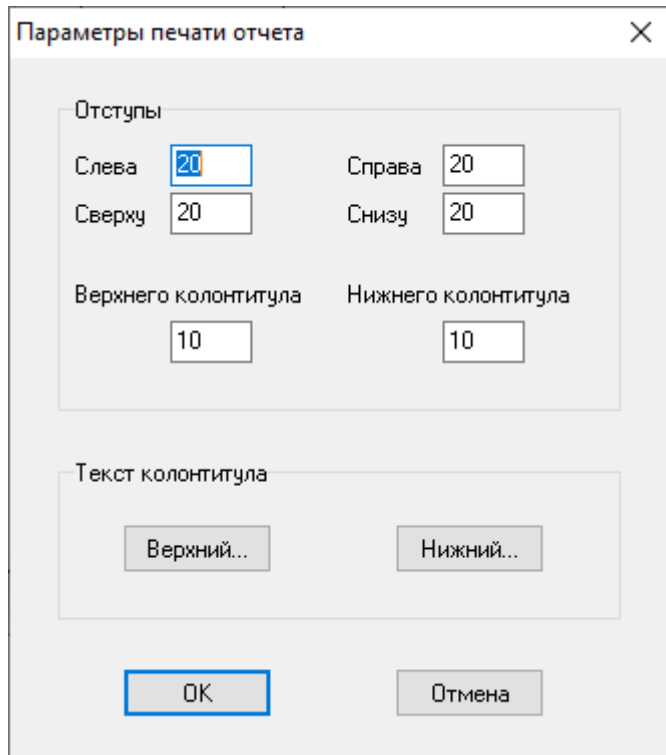 Параметры печати отчета
Отступы
Слева 20 Справа 20
Сверху 20 Снизу 20
Верхнего колонтитула Нижнего колонтитула
10 10
Текст колонтитула
Верхний... Нижний...
OK Отмена